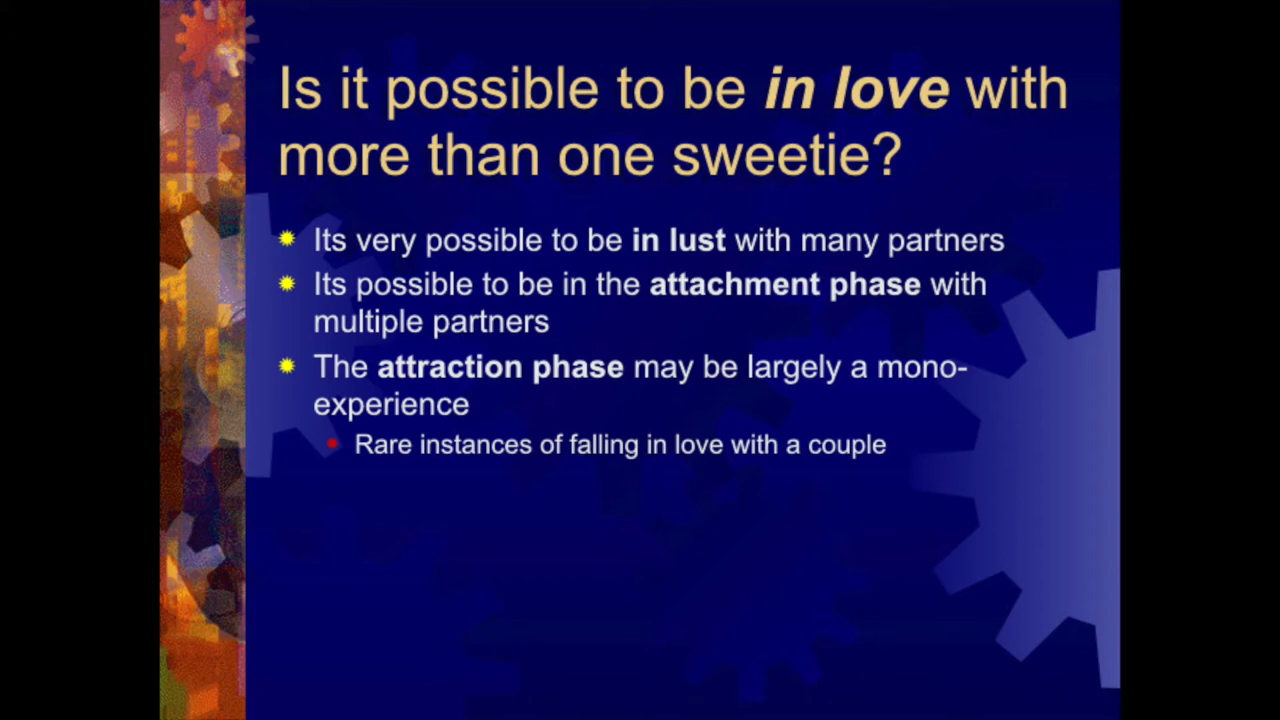 Is it possible to be in love with
more than one sweetie?
Its very possible to be in lust with many partners
Its possible to be in the attachment phase with
multiple partners
The attraction phase may be largely a mono-
experience
Rare instances of falling in love with a couple